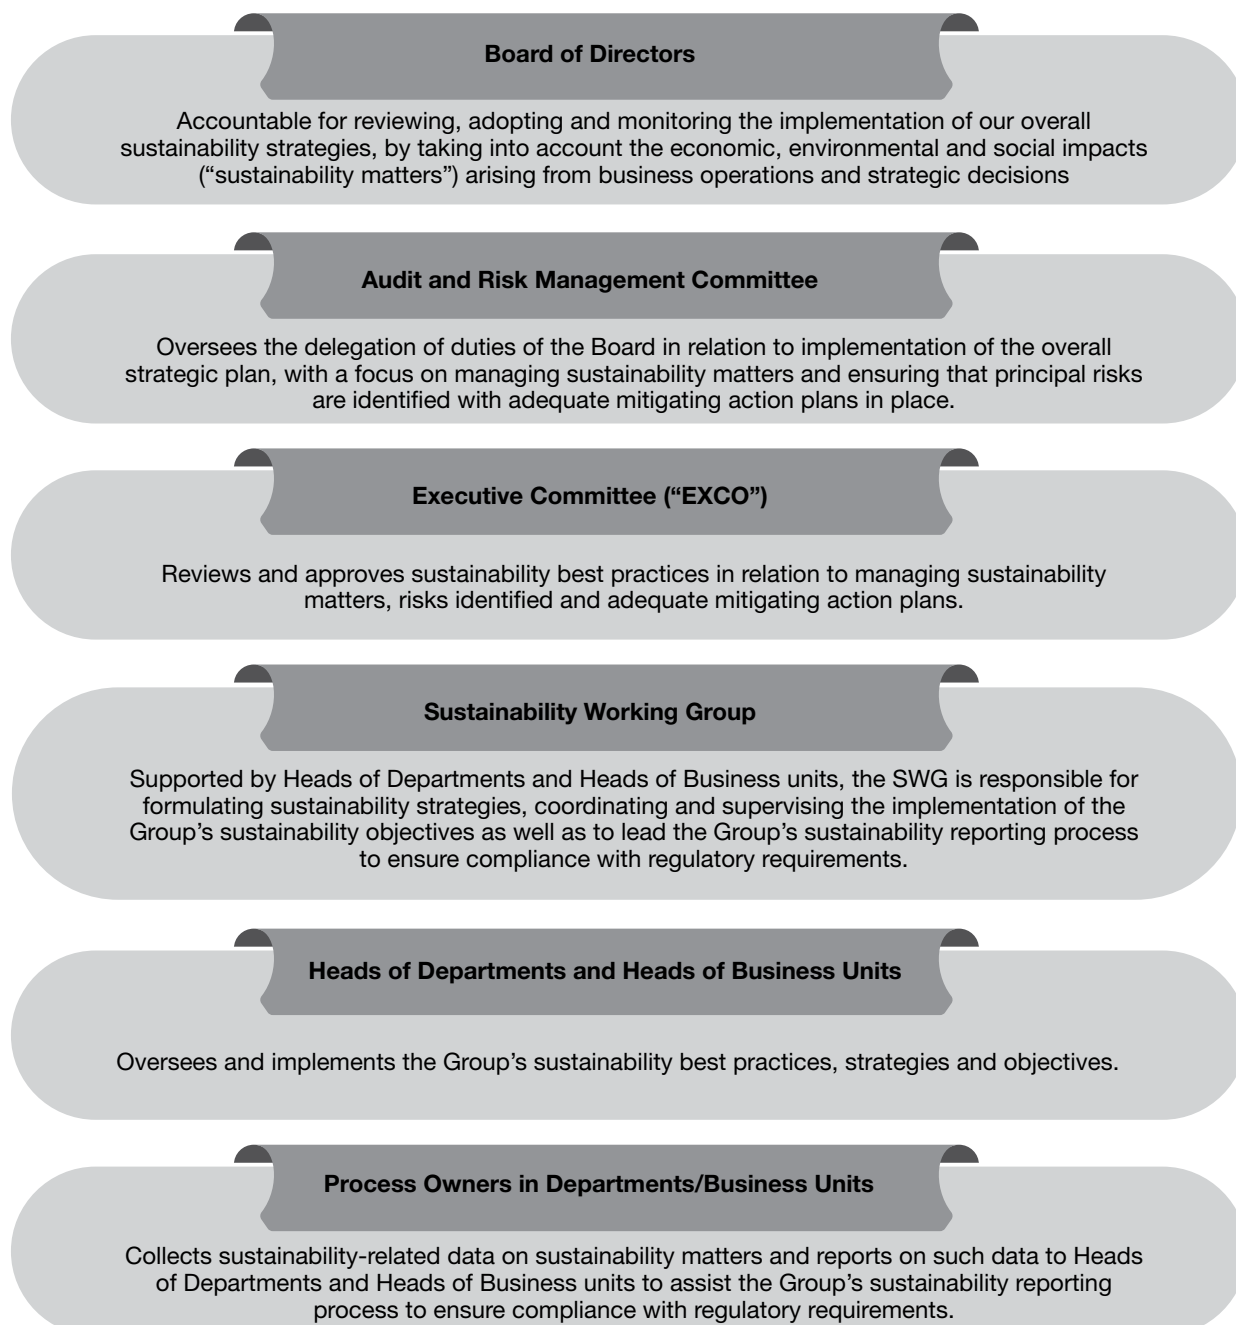 Board of Directors
Accountable for reviewing, adopting and monitoring the implementation of our overall
sustainability strategies, by taking into account the economic, environmental and social impacts
(“sustainability matters”) arising from business operations and strategic decisions
Audit and Risk Management Committee
Oversees the delegation of duties of the Board in relation to implementation of the overall
strategic plan, with a focus on managing sustainability matters and ensuring that principal risks
are identified with adequate mitigating action plans in place.
Executive Committee (“EXCO”)
Reviews and approves sustainability best practices in relation to managing sustainability
matters, risks identified and adequate mitigating action plans.
Sustainability Working Group
Supported by Heads of Departments and Heads of Business units, the SWG is responsible for
formulating sustainability strategies, coordinating and supervising the implementation of the
Group’s sustainability objectives as well as to lead the Group’s sustainability reporting process
to ensure compliance with regulatory requirements.
Heads of Departments and Heads of Business Units
Oversees and implements the Group’s sustainability best practices, strategies and objectives.
Process Owners in Departments/Business Units
Collects sustainability-related data on sustainability matters and reports on such data to Heads
of Departments and Heads of Business units to assist the Group’s sustainability reporting
process to ensure compliance with regulatory requirements.